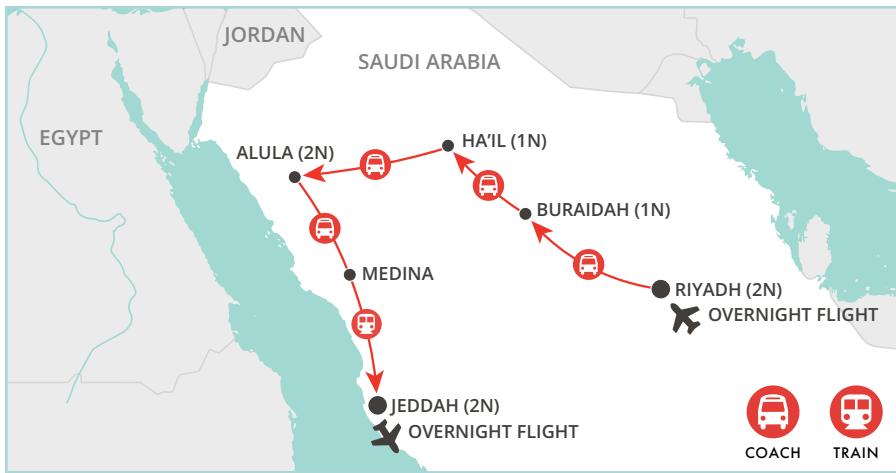 JORDAN
SAUDI ARABIA
EGYPT
HA’IL (1N)
ALULA (2N)
BURAIDAH (1N)
MEDINA
RIYADH (2N)
OVERNIGHT FLIGHT
JEDDAH (2N)
OVERNIGHT FLIGHT
COACH
TRAIN